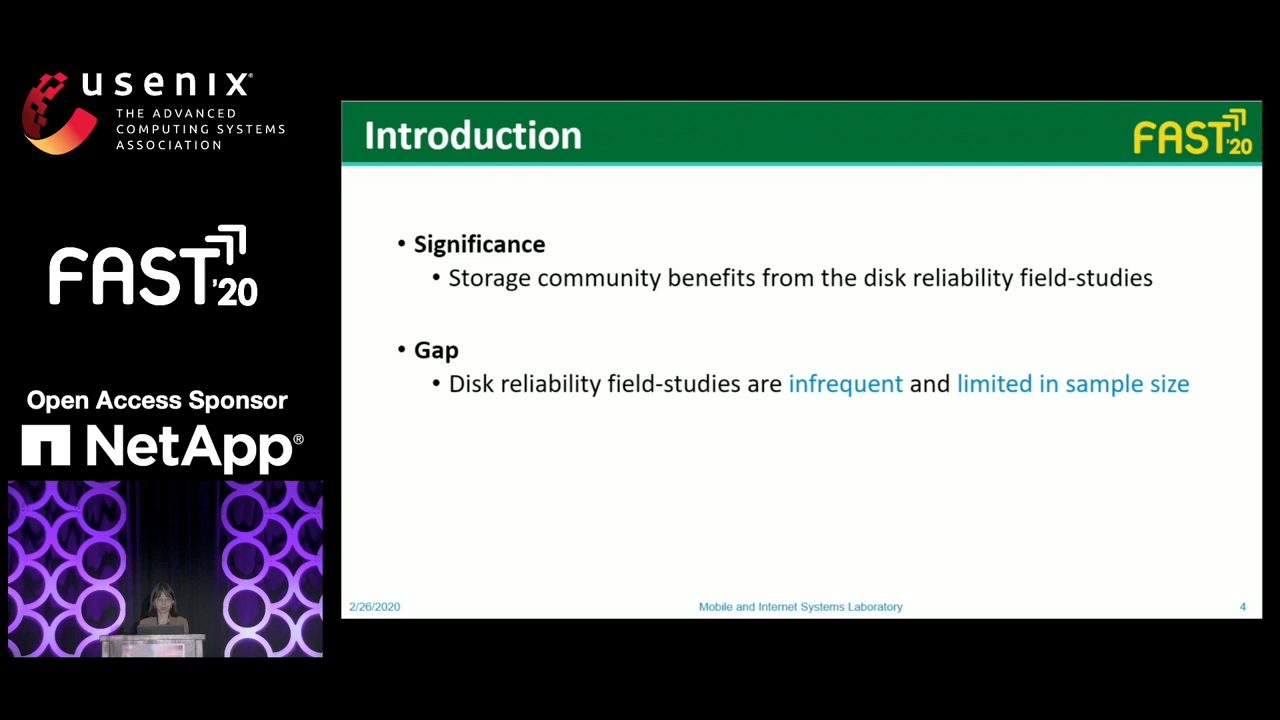 usenix®
THE ADVANCED
COMPUTING SYSTEMS
ASSOCIATION
FAST'20
Open Access Sponsor
NetApp®
Introduction
FAST'20
• Significance
• Storage community benefits from the disk reliability field-studies
• Gap
• Disk reliability field-studies are infrequent and limited in sample size
2/26/2020
Mobile and Internet Systems Laboratory
4